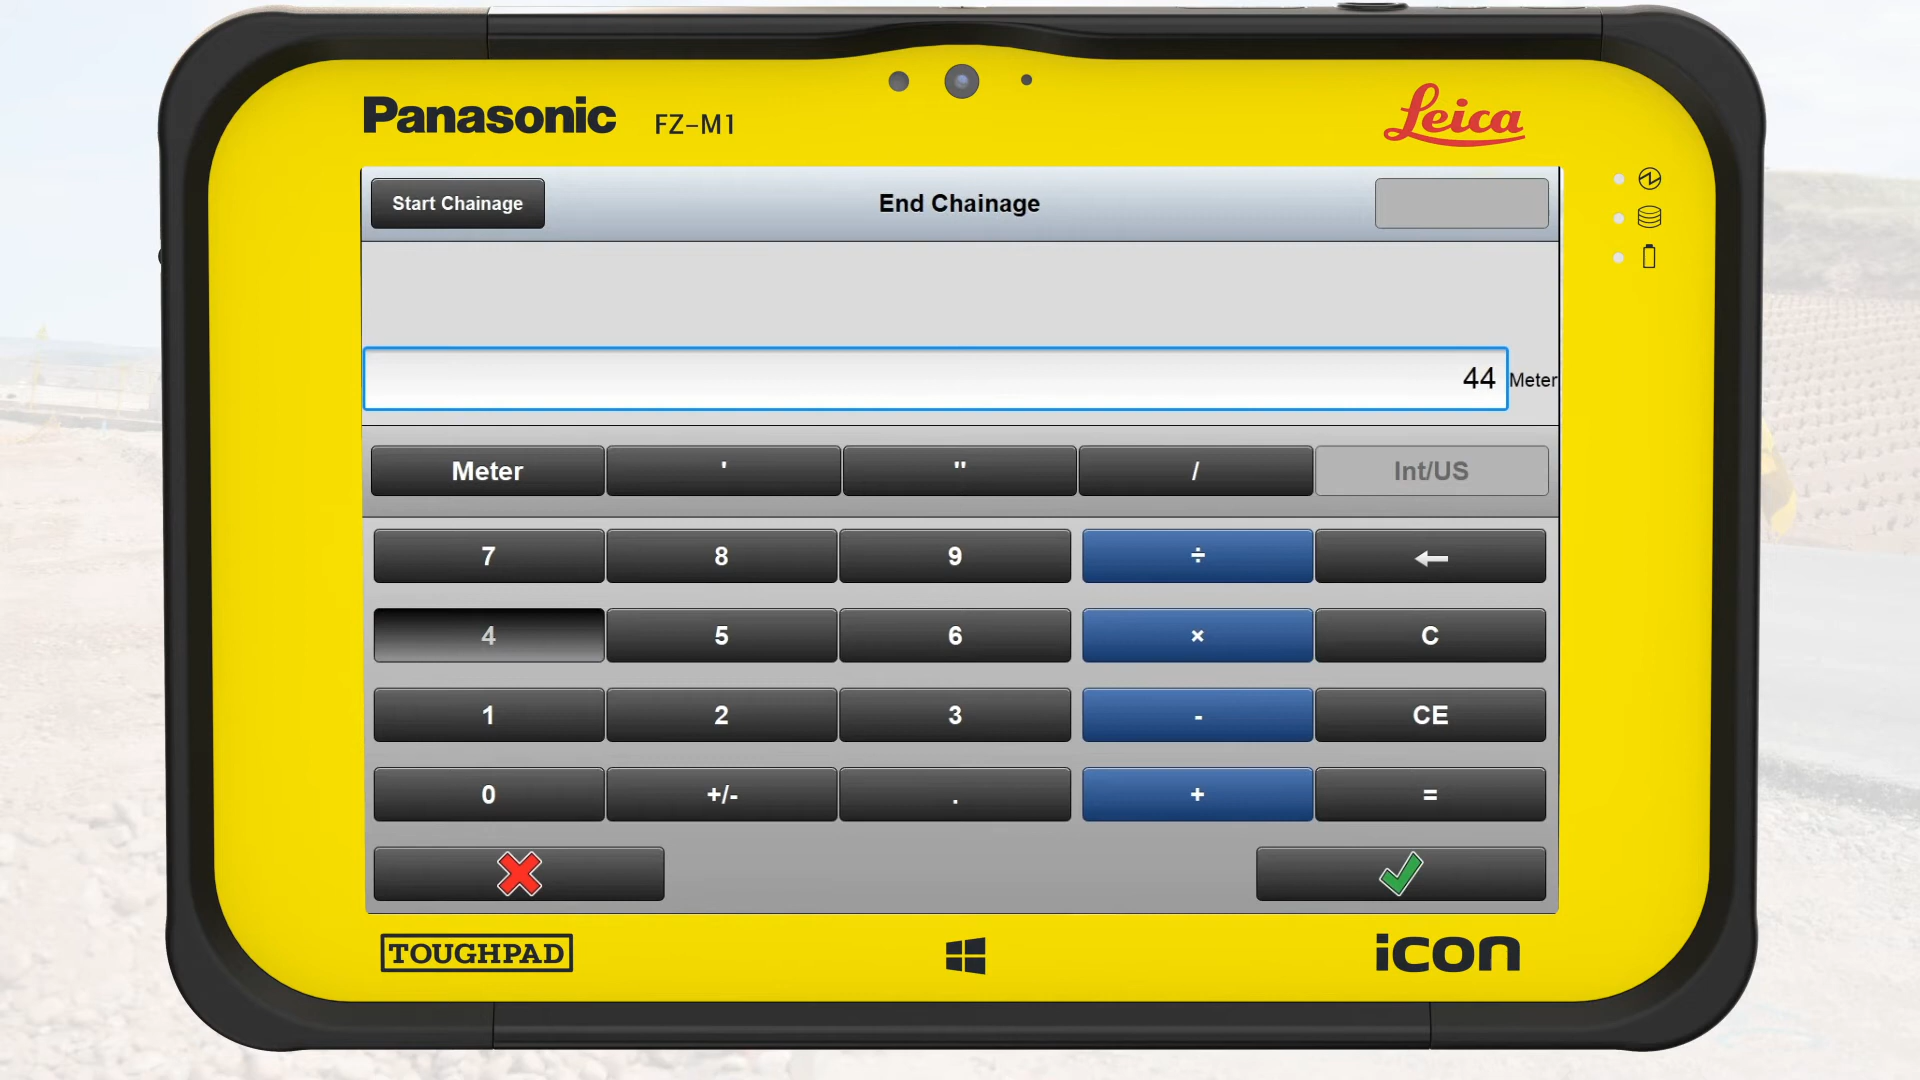 Panasonic FZ-M1 Leica
Start Chainage End Chainage
44 Meter
Meter ' " / Int/US
7 8 9 ÷ ←
4 5 6 × C
1 2 3 - CE
0 +/- . + =
TOUGHPAD icon